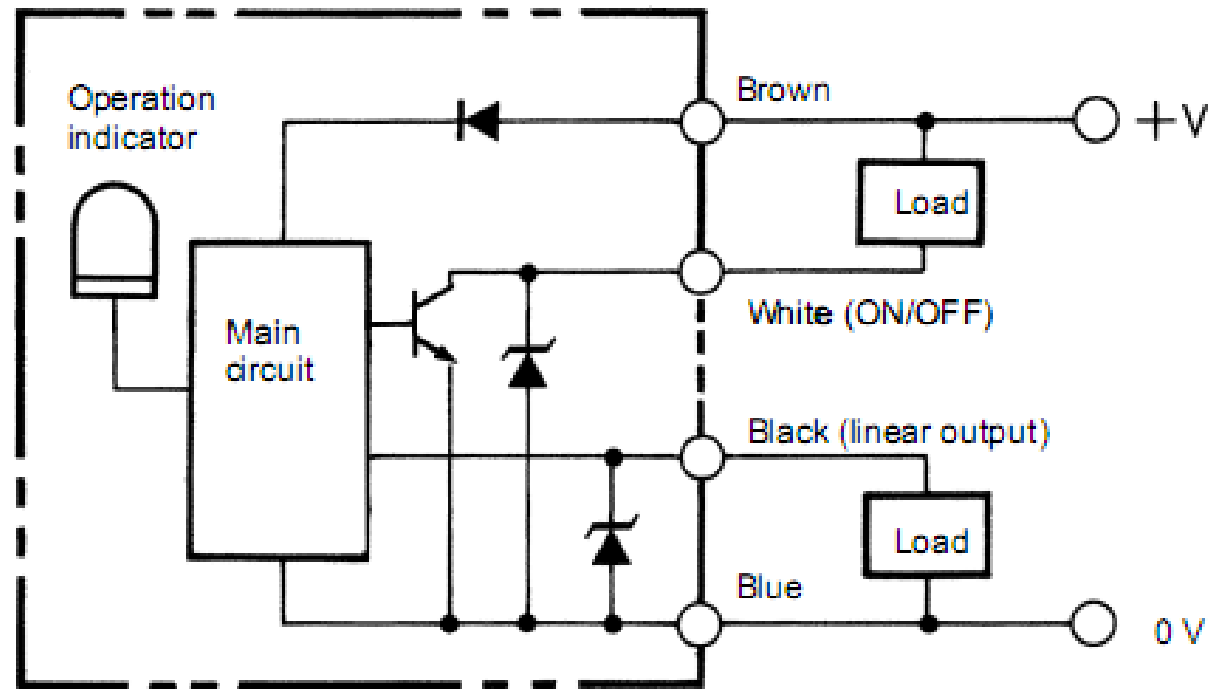 Operation
indicator
Brown
+V
Load
White (ON/OFF)
Main
circuit
Black (linear output)
Load
Blue
0 V